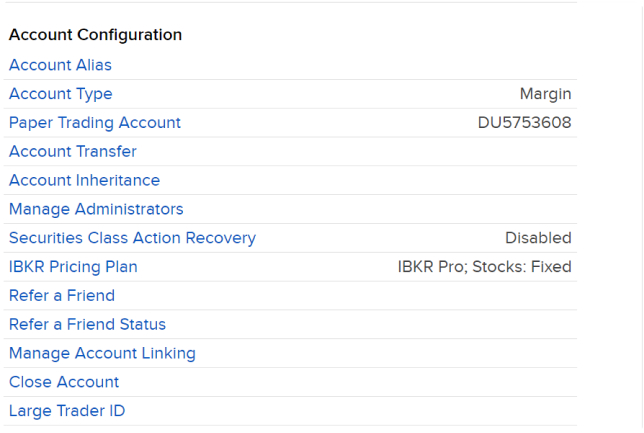 Account Configuration
Account Alias
Account Type Margin
Paper Trading Account DU5753608
Account Transfer
Account Inheritance
Manage Administrators
Securities Class Action Recovery Disabled
IBKR Pricing Plan IBKR Pro; Stocks: Fixed
Refer a Friend
Refer a Friend Status
Manage Account Linking
Close Account
Large Trader ID